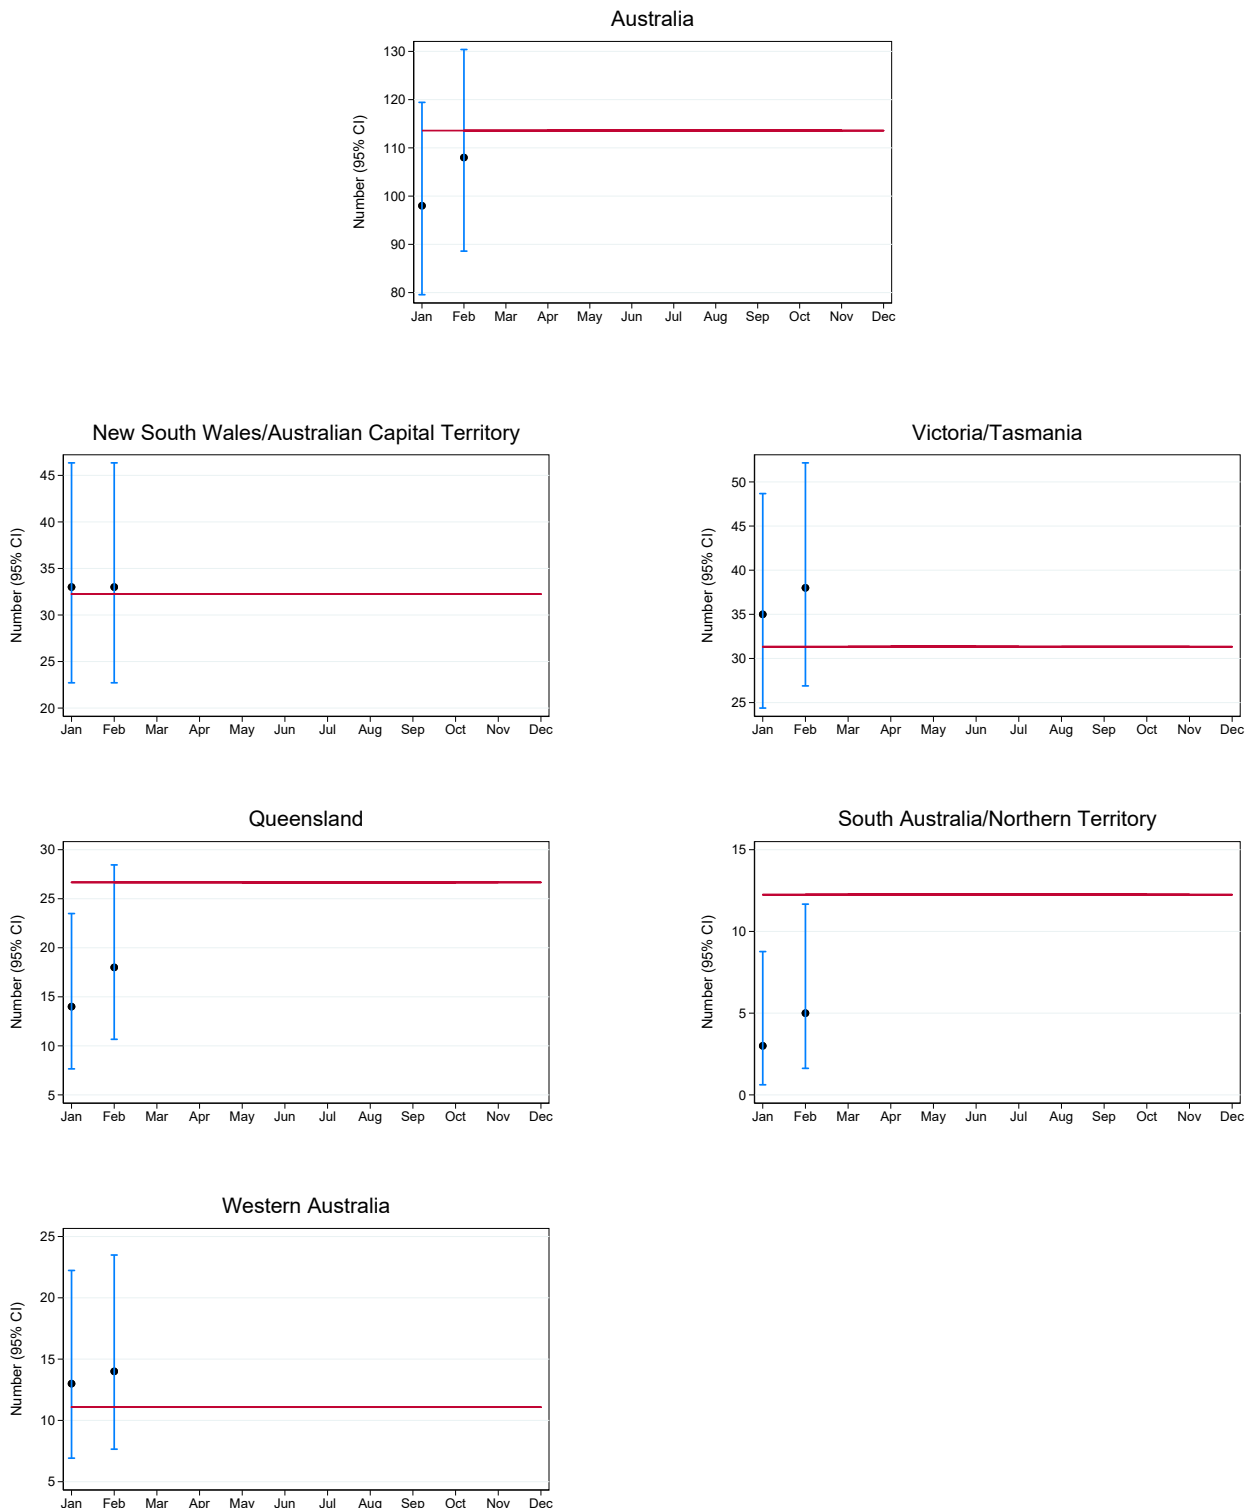 Australia
Number (95% CI)
130
120
110
100
90
80
Jan Feb Mar Apr May Jun Jul Aug Sep Oct Nov Dec
New South Wales/Australian Capital Territory
Number (95% CI)
45
40
35
30
25
20
Jan Feb Mar Apr May Jun Jul Aug Sep Oct Nov Dec
Victoria/Tasmania
Number (95% CI)
50
45
40
35
30
25
Jan Feb Mar Apr May Jun Jul Aug Sep Oct Nov Dec
Queensland
Number (95% CI)
30
25
20
15
10
5
Jan Feb Mar Apr May Jun Jul Aug Sep Oct Nov Dec
South Australia/Northern Territory
Number (95% CI)
15
10
5
0
Jan Feb Mar Apr May Jun Jul Aug Sep Oct Nov Dec
Western Australia
Number (95% CI)
25
20
15
10
5
Jan Feb Mar Apr May Jun Jul Aug Sep Oct Nov Dec